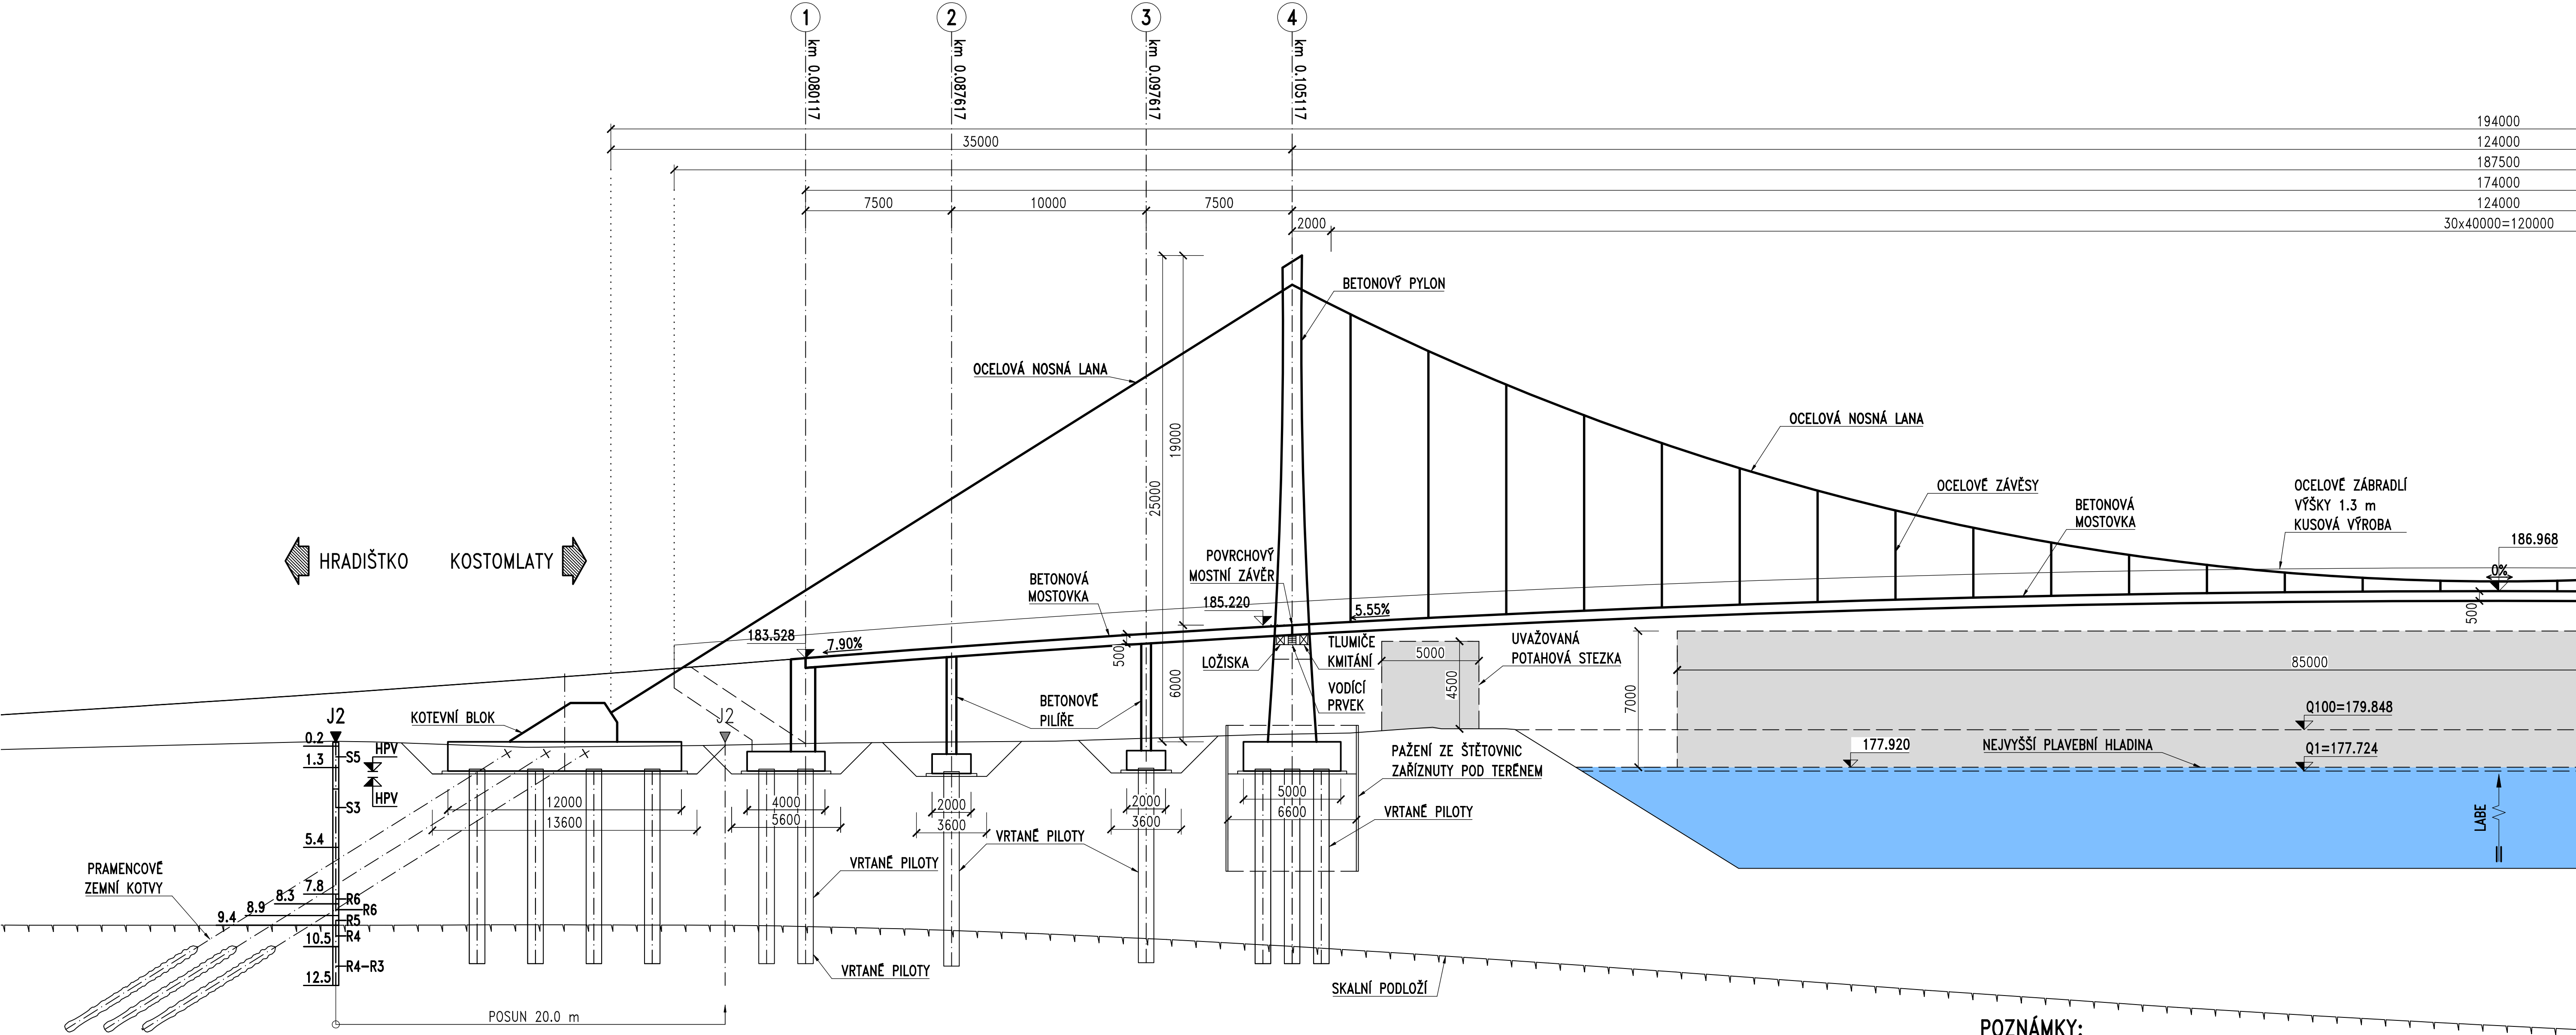 1
2
3
4
km 0.080117
km 0.087617
km 0.097617
km 0.105117
194000
35000
124000
187500
174000
7500
10000
7500
124000
2000
30x40000=120000
BETONOVÝ PYLON
OCELOVÁ NOSNÁ LANA
19000
25000
OCELOVÁ NOSNÁ LANA
OCELOVÉ ZÁVĚSY
BETONOVÁ
MOSTOVKA
OCELOVÉ ZÁBRADLÍ
VÝŠKY 1.3 m
KUSOVÁ VÝROBA
186.968
0%
500
HRADIŠTKO
KOSTOMLATY
POVRCHOVÝ
MOSTNÍ ZÁVĚR
BETONOVÁ
MOSTOVKA
185.220
5.55%
183.528
7.90%
500
6000
LOŽISKA
TLUMIČE
KMITÁNÍ
VODÍCÍ
PRVEK
5000
4500
UVAŽOVANÁ
POTAHOVÁ STEZKA
7000
85000
BETONOVÉ
PILÍŘE
KOTEVNÍ BLOK
J2
J2
Q100=179.848
177.920
NEJVYŠŠÍ PLAVEBNÍ HLADINA
Q1=177.724
PAŽENÍ ZE ŠTĚTOVNIC
ZAŘÍZNUTY POD TERÉNEM
0.2
1.3
S5
HPV
HPV
S3
5.4
7.8
8.3
8.9
9.4
10.5
12.5
R6
R6
R5
R4
R4-R3
12000
13600
4000
5600
2000
3600
2000
3600
5000
6600
VRTANÉ PILOTY
VRTANÉ PILOTY
VRTANÉ PILOTY
VRTANÉ PILOTY
LABE
PRAMENCOVÉ
ZEMNÍ KOTVY
SKALNÍ PODLOŽÍ
POSUN 20.0 m
POZNÁMKY: